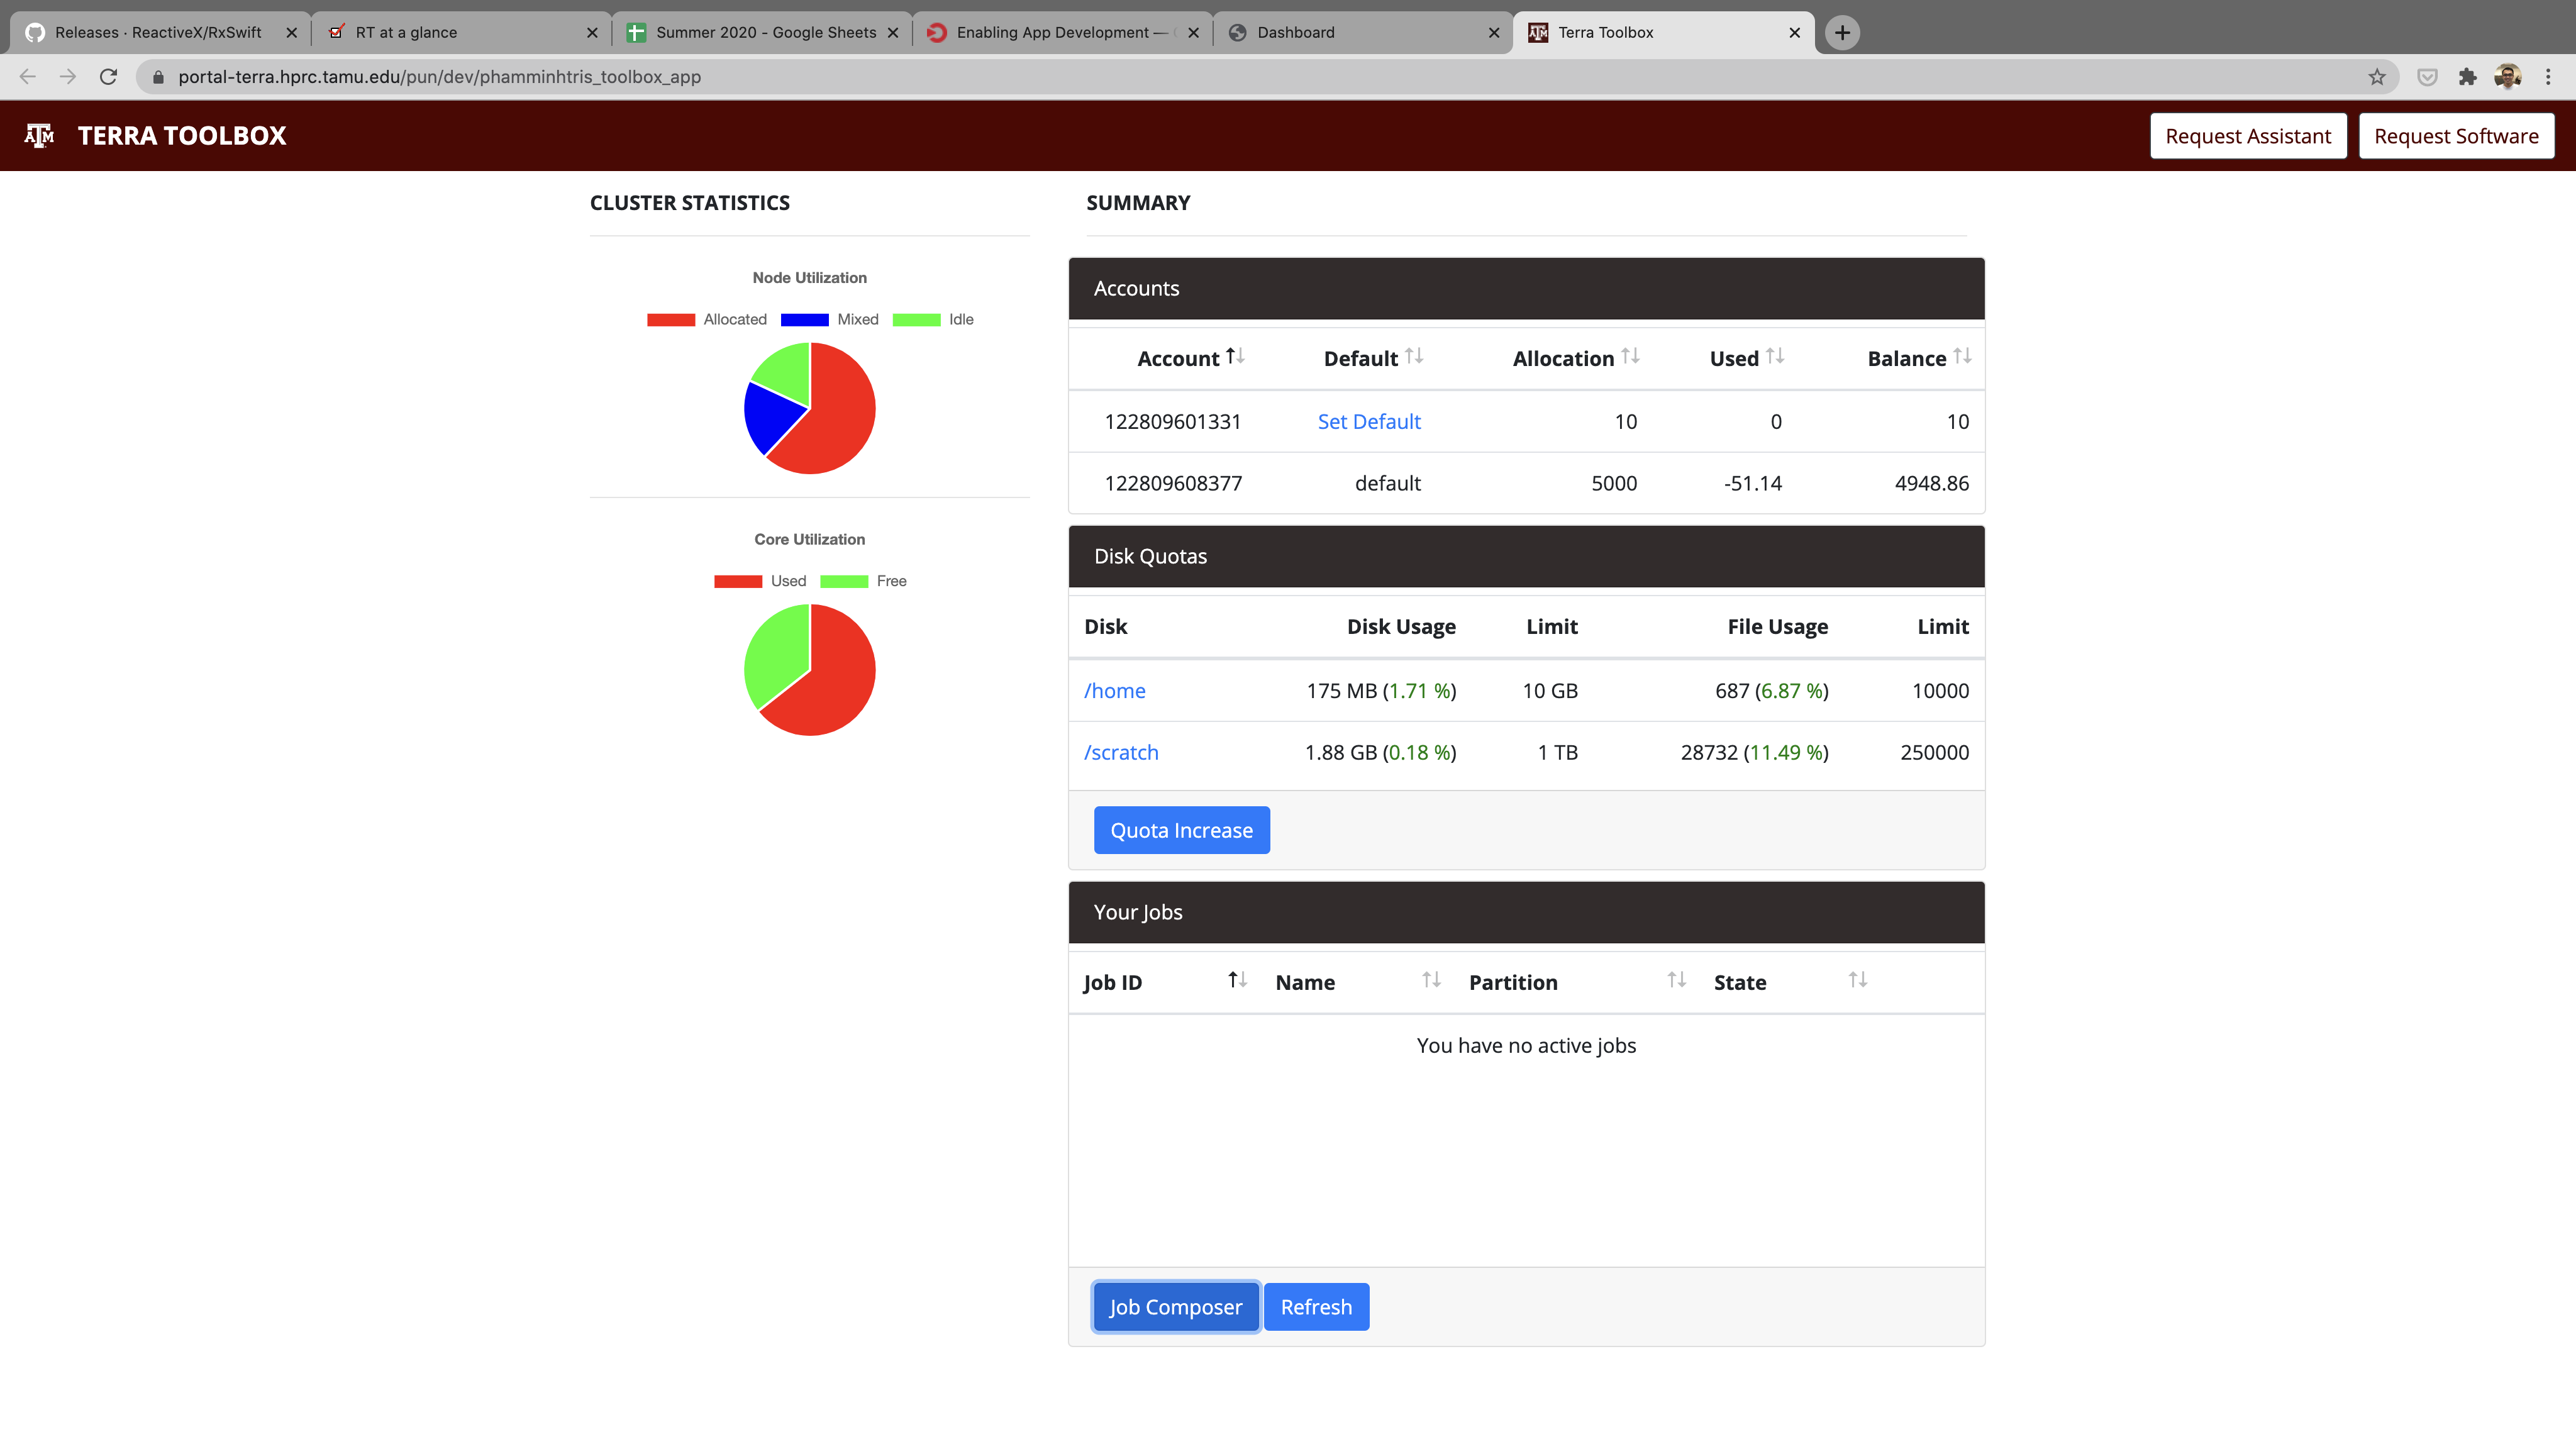 Releases · ReactiveX/RxSwift
RT at a glance
Summer 2020 - Google Sheets
Enabling App Development —
Dashboard
Terra Toolbox
portal-terra.hprc.tamu.edu/pun/dev/phamminhtris_toolbox_app
ATM TERRA TOOLBOX
Request Assistant
Request Software
CLUSTER STATISTICS
Node Utilization
Allocated Mixed Idle
Core Utilization
Used Free
SUMMARY
Accounts
Account Default Allocation Used Balance
122809601331 Set Default 10 0 10
122809608377 default 5000 -51.14 4948.86
Disk Quotas
Disk Disk Usage Limit File Usage Limit
/home 175 MB (1.71 %) 10 GB 687 (6.87 %) 10000
/scratch 1.88 GB (0.18 %) 1 TB 28732 (11.49 %) 250000
Quota Increase
Your Jobs
Job ID Name Partition State
You have no active jobs
Job Composer Refresh